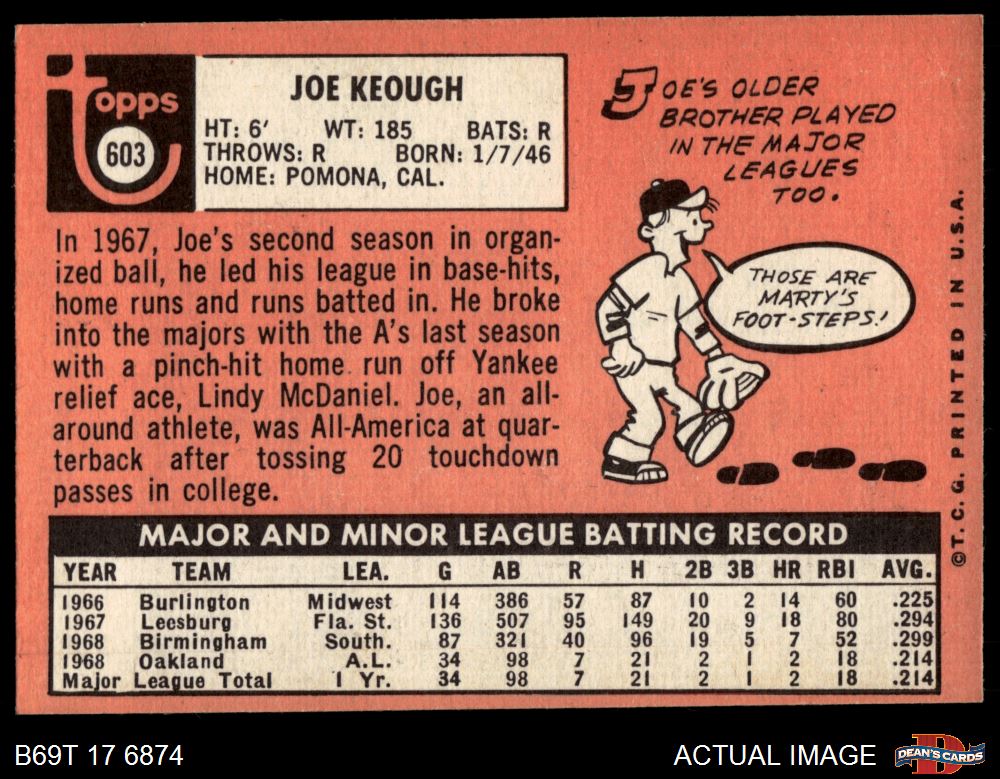 topps
603
JOE KEOUGH
HT: 6' WT: 185 BATS: R
THROWS: R BORN: 1/7/46
HOME: POMONA, CAL.
JOE'S OLDER
BROTHER PLAYED
IN THE MAJOR
LEAGUES
TOO.
THOSE ARE
MARTY'S
FOOT-STEPS!
In 1967, Joe's second season in organ-
ized ball, he led his league in base-hits,
home runs and runs batted in. He broke
into the majors with the A's last season
with a pinch-hit home run off Yankee
relief ace, Lindy McDaniel. Joe, an all-
around athlete, was All-America at quar-
terback after tossing 20 touchdown
passes in college.
MAJOR AND MINOR LEAGUE BATTING RECORD
YEAR TEAM LEA. G AB R H 2B 3B HR RBI AVG.
1966 Burlington Midwest 114 386 57 87 10 2 14 60 .225
1967 Leesburg Fla. St. 136 507 95 149 20 9 18 80 .294
1968 Birmingham South. 87 321 40 96 19 5 7 52 .299
1968 Oakland A.L. 34 98 7 21 2 1 2 18 .214
Major League Total 1 Yr. 34 98 7 21 2 1 2 18 .214
©T.C.G. PRINTED IN U.S.A.
B69T 17 6874
ACTUAL IMAGE
D
DEAN'S CARDS